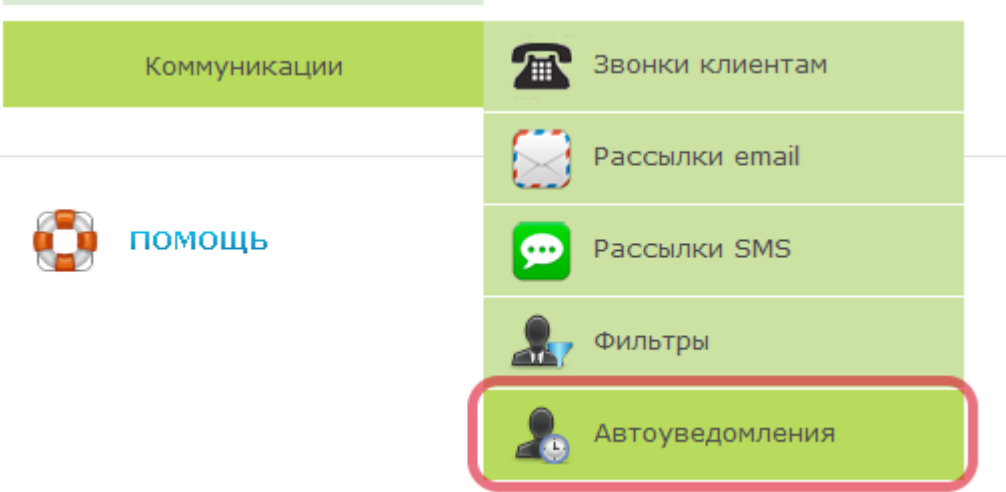 Коммуникации
Звонки клиентам
Рассылки email
Рассылки SMS
Фильтры
Автоуведомления
ПОМОЩЬ